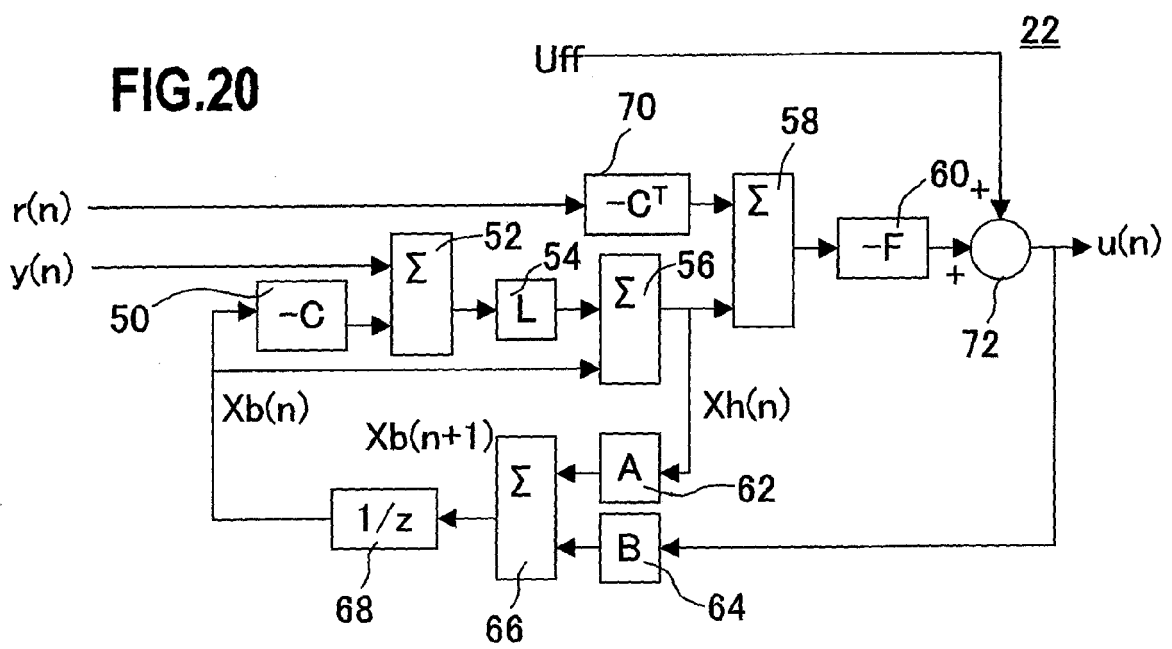 22
Uff
FIG.20
70
58
r(n)
-Cᵀ
Σ
60
+
y(n)
Σ
52
54
56
-F
+
u(n)
50
-C
L
Σ
72
Xb(n)
Xh(n)
Xb(n+1)
Σ
A
62
1/z
B
68
66
64